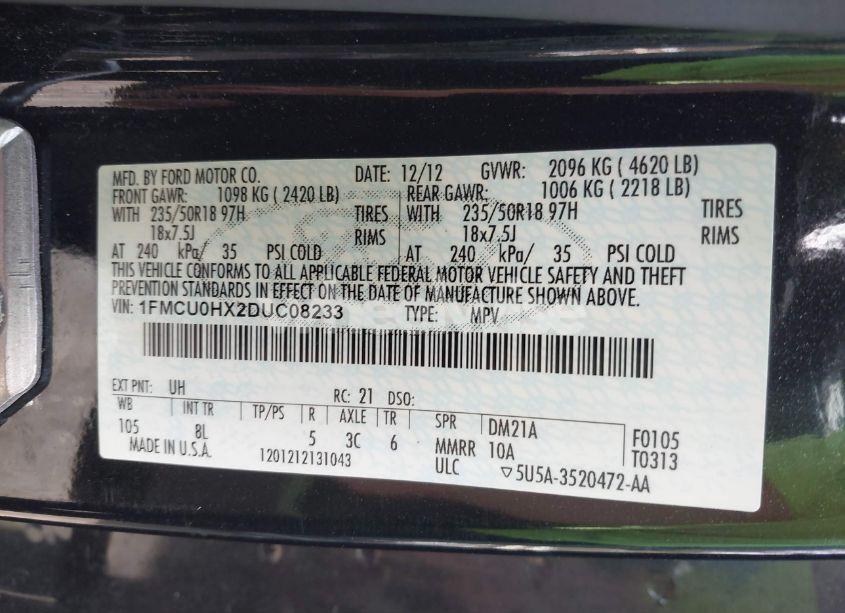 MFD. BY FORD MOTOR CO. DATE: 12/12 GVWR: 2096 KG ( 4620 LB)
FRONT GAWR: 1098 KG ( 2420 LB) REAR GAWR: 1006 KG ( 2218 LB)
WITH 235/50R18 97H TIRES WITH 235/50R18 97H TIRES
18x7.5J RIMS 18x7.5J RIMS
AT 240 kPa/ 35 PSI COLD AT 240 kPa/ 35 PSI COLD
THIS VEHICLE CONFORMS TO ALL APPLICABLE FEDERAL MOTOR VEHICLE SAFETY AND THEFT
PREVENTION STANDARDS IN EFFECT ON THE DATE OF MANUFACTURE SHOWN ABOVE.
VIN: 1FMCU0HX2DUC08233 TYPE: MPV
EXT PNT: UH RC: 21 DSO:
WB INT TR TP/PS R AXLE TR SPR DM21A F0105
105 8L 5 3C 6 MMRR 10A T0313
MADE IN U.S.A. 1201212131043 ULC ▽5U5A-3520472-AA